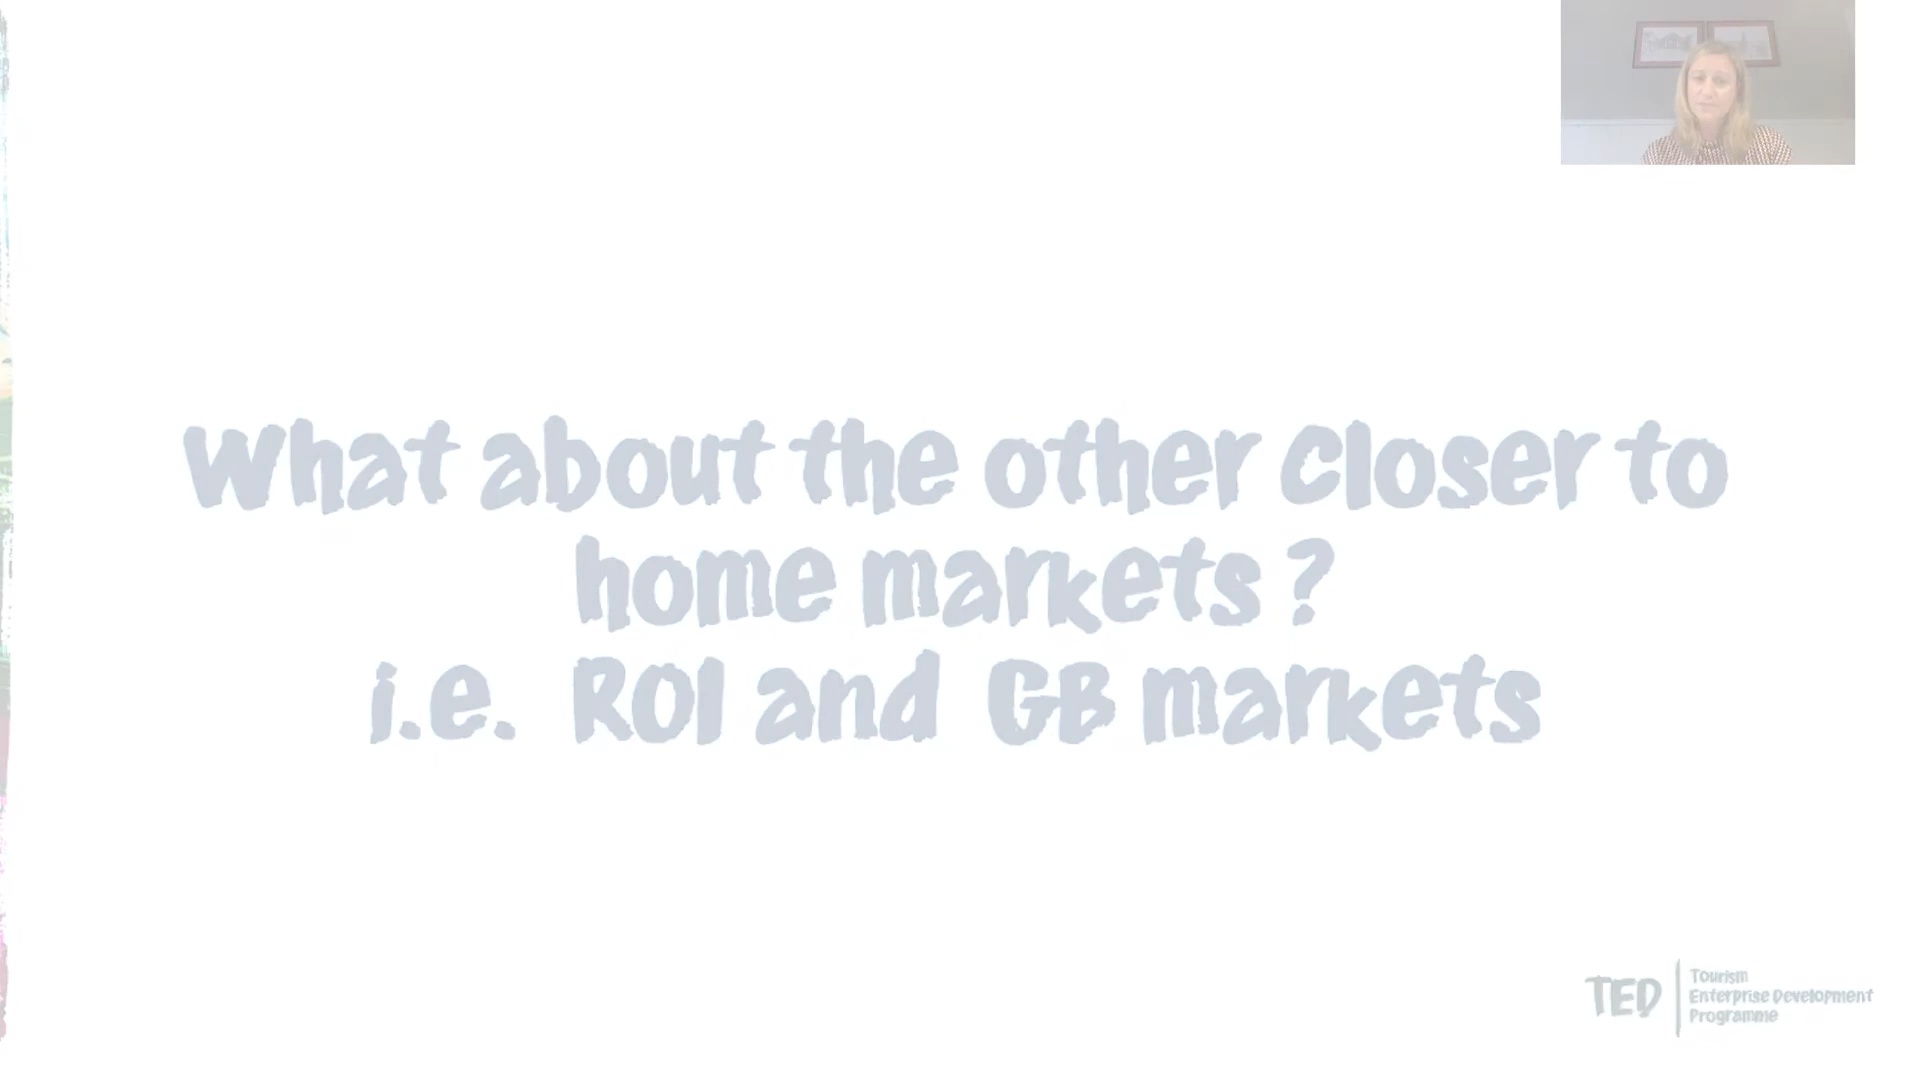 What about the other closer to
home markets ?
i.e. ROI and GB markets
TED
Tourism
Enterprise Development
Programme